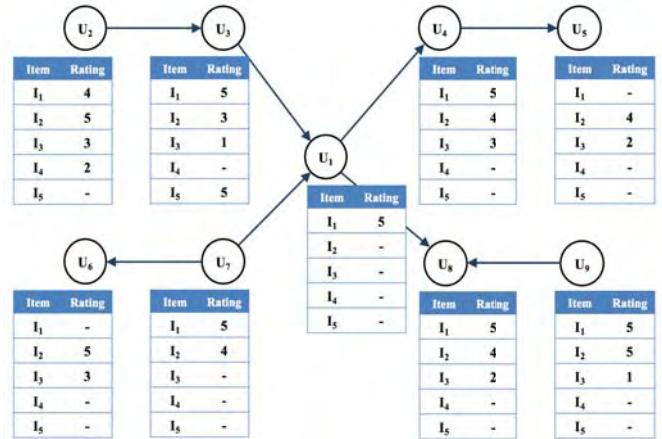 U₂ U₃ U₄ U₅
Item Rating Item Rating Item Rating Item Rating
I₁ 4 I₁ 5 I₁ 5 I₁ -
I₂ 5 I₂ 3 I₂ 4 I₂ 4
I₃ 3 I₃ 1 I₃ 3 I₃ 2
I₄ 2 I₄ - I₄ - I₄ -
I₅ - I₅ 5 I₅ - I₅ -
U₁
Item Rating
I₁ 5
I₂ -
I₃ -
I₄ -
I₅ -
U₆ U₇ U₈ U₉
Item Rating Item Rating Item Rating Item Rating
I₁ - I₁ 5 I₁ 5 I₁ 5
I₂ 5 I₂ 4 I₂ 4 I₂ 5
I₃ 3 I₃ - I₃ 2 I₃ 1
I₄ - I₄ - I₄ - I₄ -
I₅ - I₅ - I₅ - I₅ -